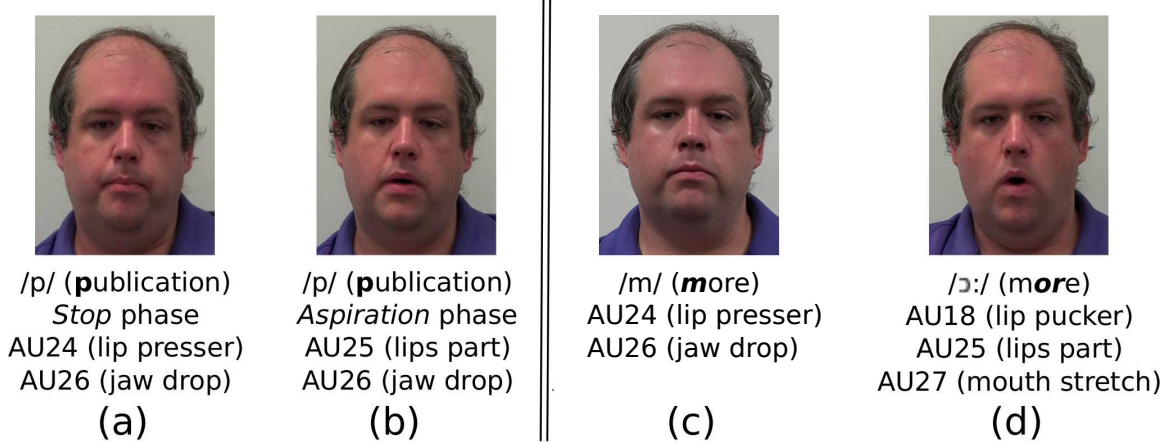 /p/ (publication)
Stop phase
AU24 (lip presser)
AU26 (jaw drop)
(a)
/p/ (publication)
Aspiration phase
AU25 (lips part)
AU26 (jaw drop)
(b)
/m/ (more)
AU24 (lip presser)
AU26 (jaw drop)
(c)
/ɔ:/ (more)
AU18 (lip pucker)
AU25 (lips part)
AU27 (mouth stretch)
(d)